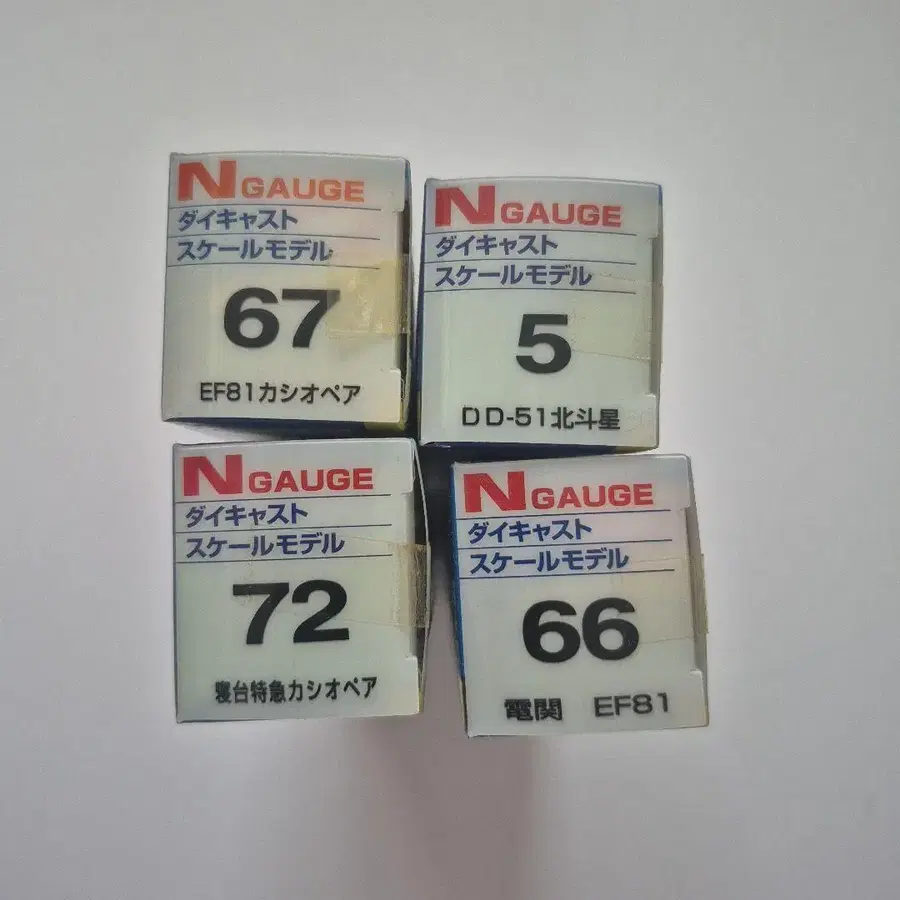 N GAUGE
ダイキャスト
スケールモデル
67
EF81カシオペア
N GAUGE
ダイキャスト
スケールモデル
5
DD-51北斗星
N GAUGE
ダイキャスト
スケールモデル
72
寝台特急カシオペア
N GAUGE
ダイキャスト
スケールモデル
66
電関 EF81